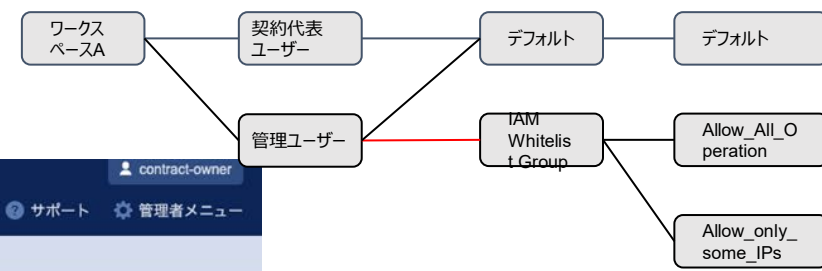 ワークス
ペースA
契約代表
ユーザー
デフォルト
デフォルト
管理ユーザー
IAM
Whitelis
t Group
Allow_All_O
peration
Allow_only_
some_IPs
contract-owner
サポート
管理者メニュー